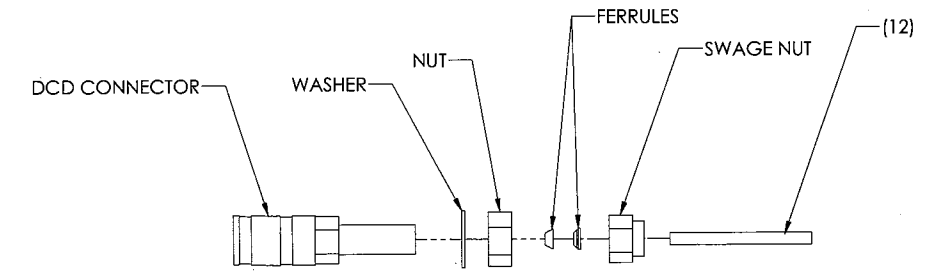 FERRULES
(12)
SWAGE NUT
NUT
WASHER
DCD CONNECTOR